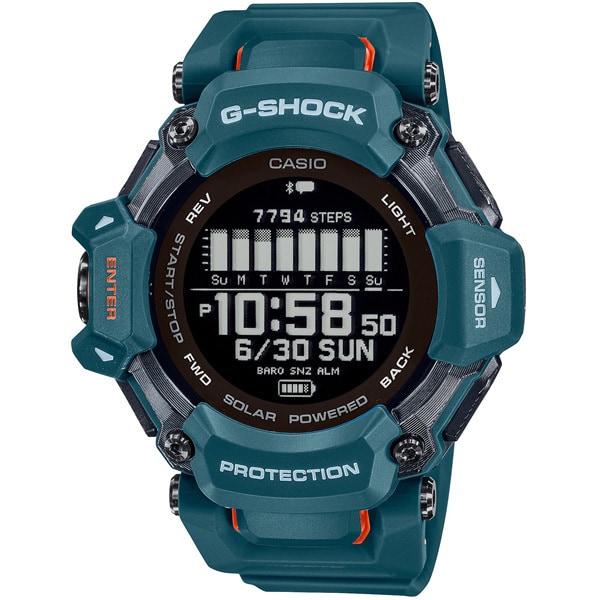 G-SHOCK
CASIO
REV
LIGHT
7794 STEPS
Su M T W T F S Su
START/STOP
ENTER
SENSOR
P 10:58 50
6/30 SUN
BARO SNZ ALM
FWD
BACK
SOLAR POWERED
PROTECTION